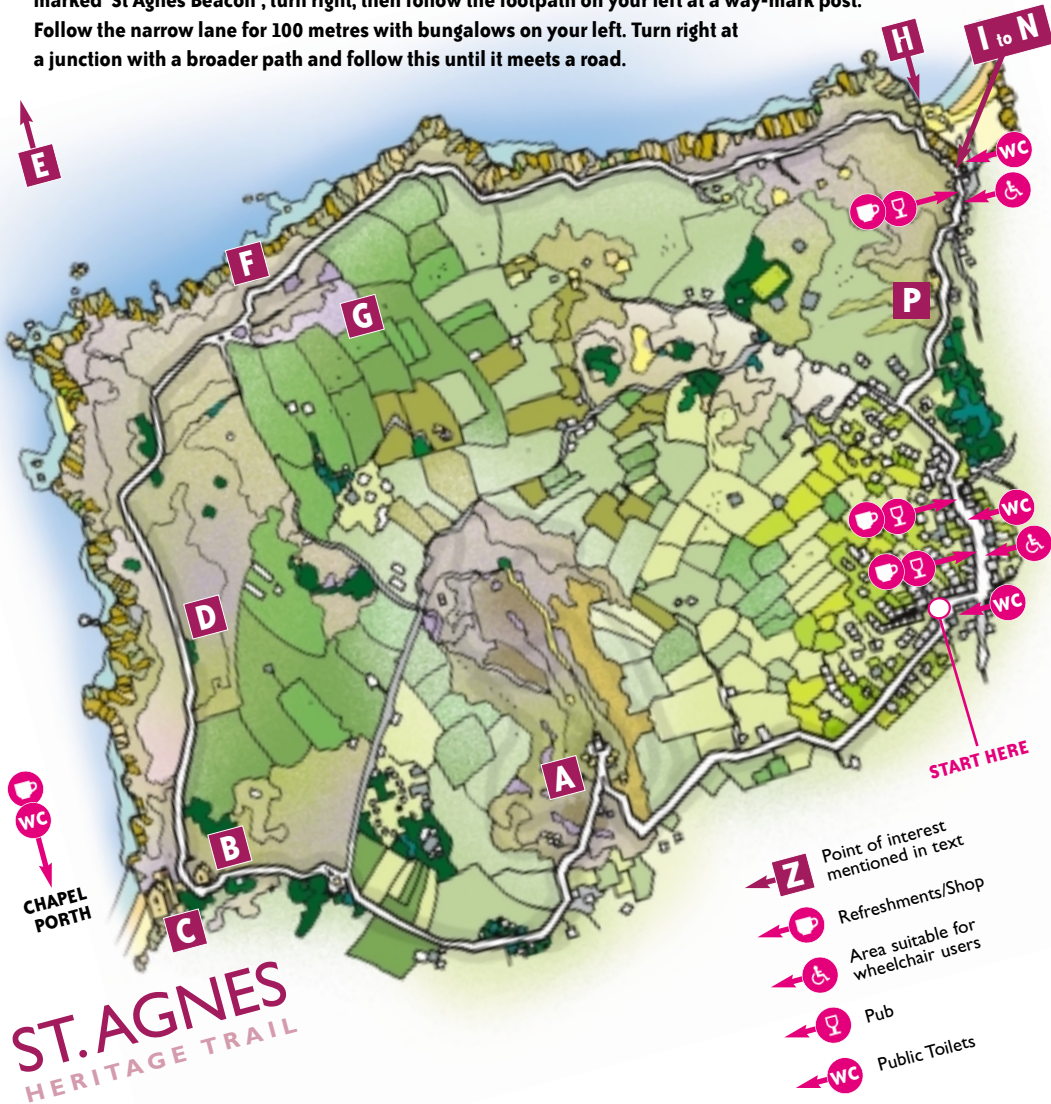 marked 'St Agnes Beacon', turn right, then follow the footpath on your left at a way-mark post.
Follow the narrow lane for 100 metres with bungalows on your left. Turn right at
a junction with a broader path and follow this until it meets a road.
H
I to N
E
WC
F
G
P
WC
D
WC
START HERE
A
WC
CHAPEL
PORTH
B
C
Z
Point of interest
mentioned in text
Refreshments/Shop
Area suitable for
wheelchair users
Pub
WC
Public Toilets
ST. AGNES
HERITAGE TRAIL